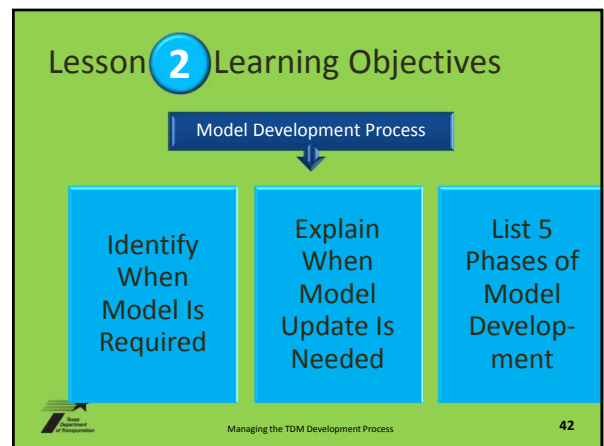 Lesson 2 Learning Objectives
Model Development Process
Identify
When
Model Is
Required
Explain
When
Model
Update Is
Needed
List 5
Phases of
Model
Develop-
ment
Texas
Department
of Transportation
Managing the TDM Development Process
42